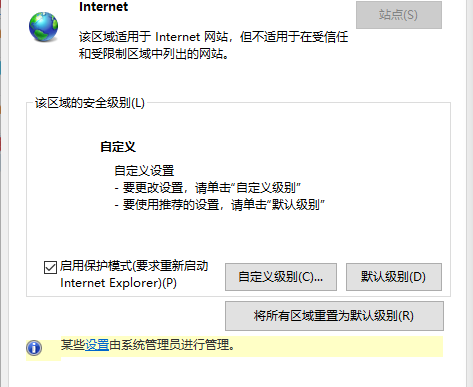 Internet
站点(S)
该区域适用于 Internet 网站，但不适用于在受信任
和受限制区域中列出的网站。
该区域的安全级别(L)
自定义
自定义设置
- 要更改设置，请单击“自定义级别”
- 要使用推荐的设置，请单击“默认级别”
启用保护模式(要求重新启动
Internet Explorer)(P)
自定义级别(C)...
默认级别(D)
将所有区域重置为默认级别(R)
某些设置由系统管理员进行管理。